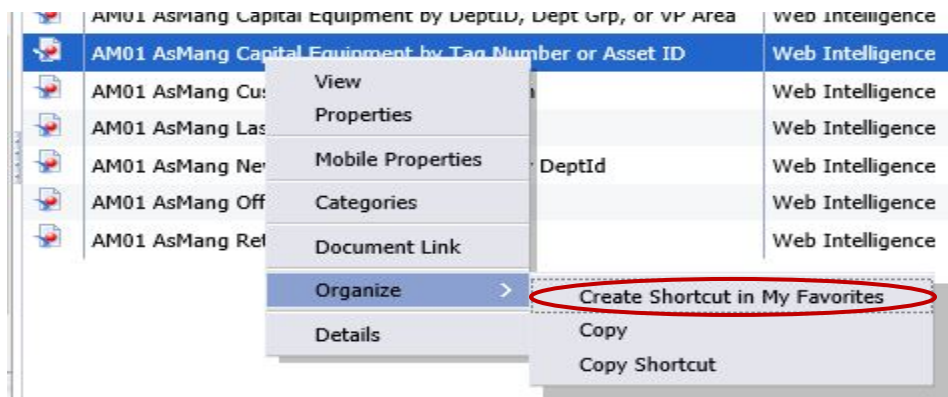 AM01 AsMang Capital Equipment by DeptID, Dept Grp, or VP Area Web Intelligence
AM01 AsMang Capital Equipment by Tag Number or Asset ID Web Intelligence
AM01 AsMang Cus Web Intelligence
AM01 AsMang Las Web Intelligence
AM01 AsMang New DeptId Web Intelligence
AM01 AsMang Off Web Intelligence
AM01 AsMang Ret Web Intelligence
View
Properties
Mobile Properties
Categories
Document Link
Organize >
Details
Create Shortcut in My Favorites
Copy
Copy Shortcut